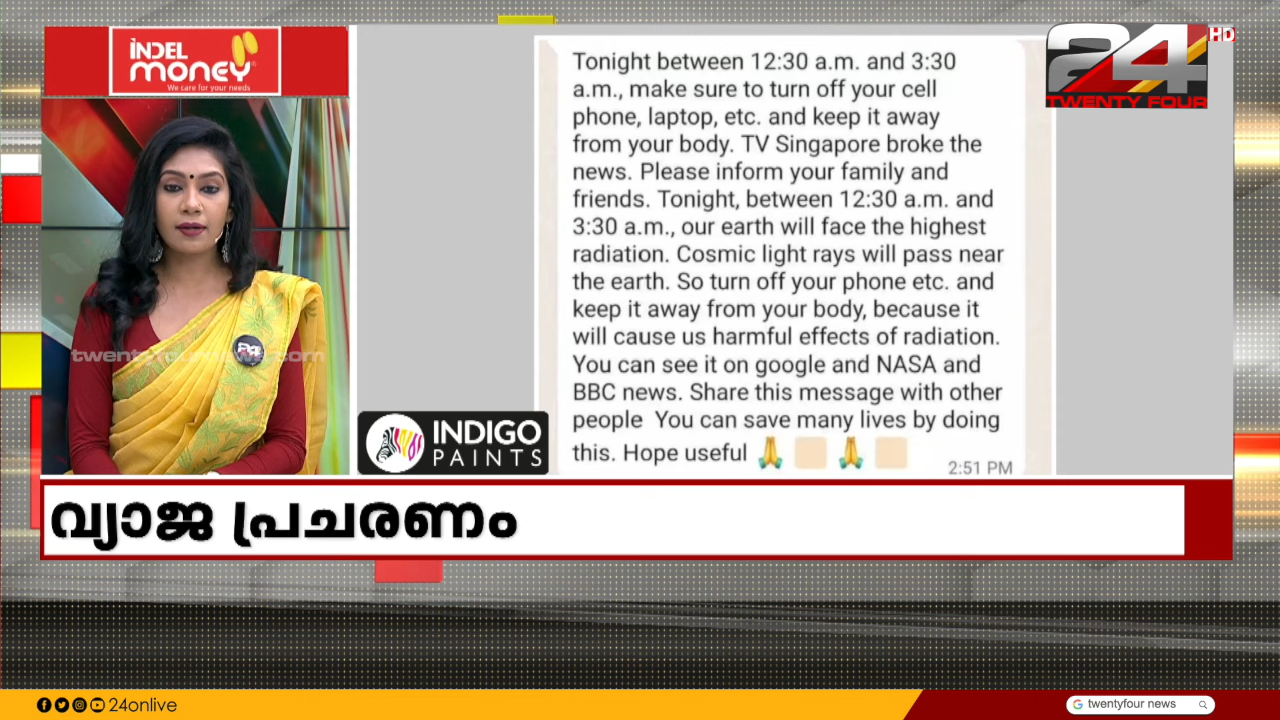 iNDEL
money
We care for your needs
Tonight between 12:30 a.m. and 3:30
a.m., make sure to turn off your cell
phone, laptop, etc. and keep it away
from your body. TV Singapore broke the
news. Please inform your family and
friends. Tonight, between 12:30 a.m. and
3:30 a.m., our earth will face the highest
radiation. Cosmic light rays will pass near
the earth. So turn off your phone etc. and
keep it away from your body, because it
will cause us harmful effects of radiation.
You can see it on google and NASA and
BBC news. Share this message with other
people  You can save many lives by doing
this. Hope useful 🙏 🙏
2:51 PM
24
HD
TWENTY FOUR
24
twentyfournews.com
INDIGO
PAINTS
വ്യാജ പ്രചരണം
24onlive
twentyfour news